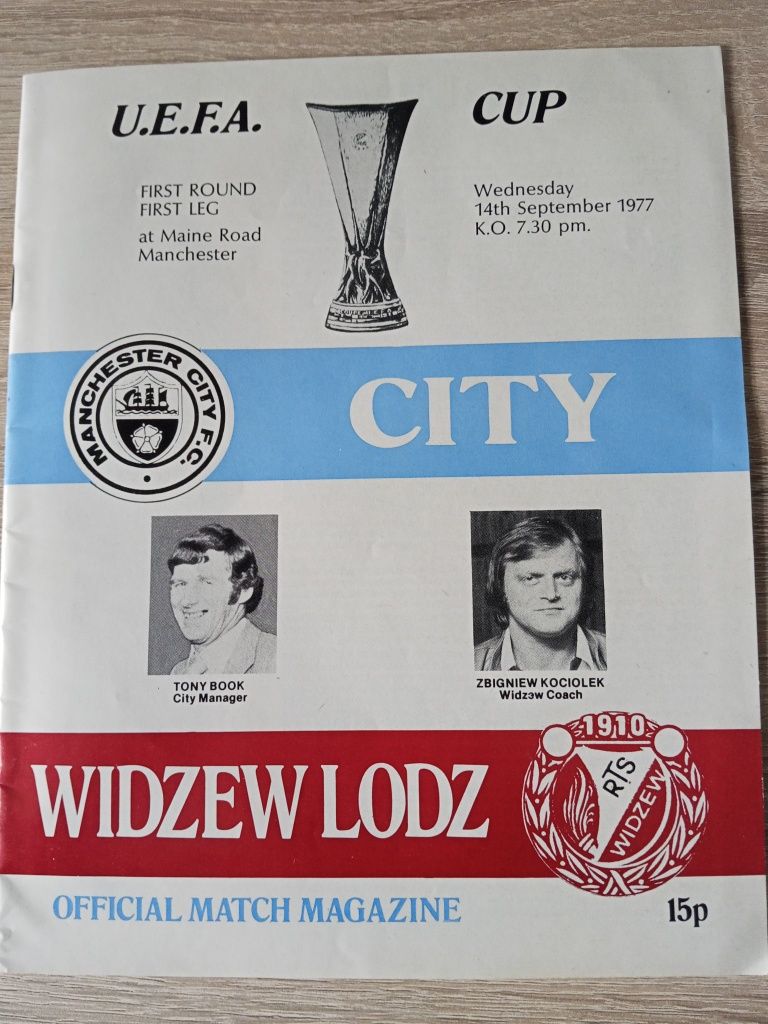 U.E.F.A. CUP
FIRST ROUND
FIRST LEG
at Maine Road
Manchester
Wednesday
14th September 1977
K.O. 7.30 pm.
MANCHESTER CITY F.C.
CITY
TONY BOOK
City Manager
ZBIGNIEW KOCIOLEK
Widzɘw Coach
1910
RTS
WIDZEW
WIDZEW LODZ
OFFICIAL MATCH MAGAZINE
15p